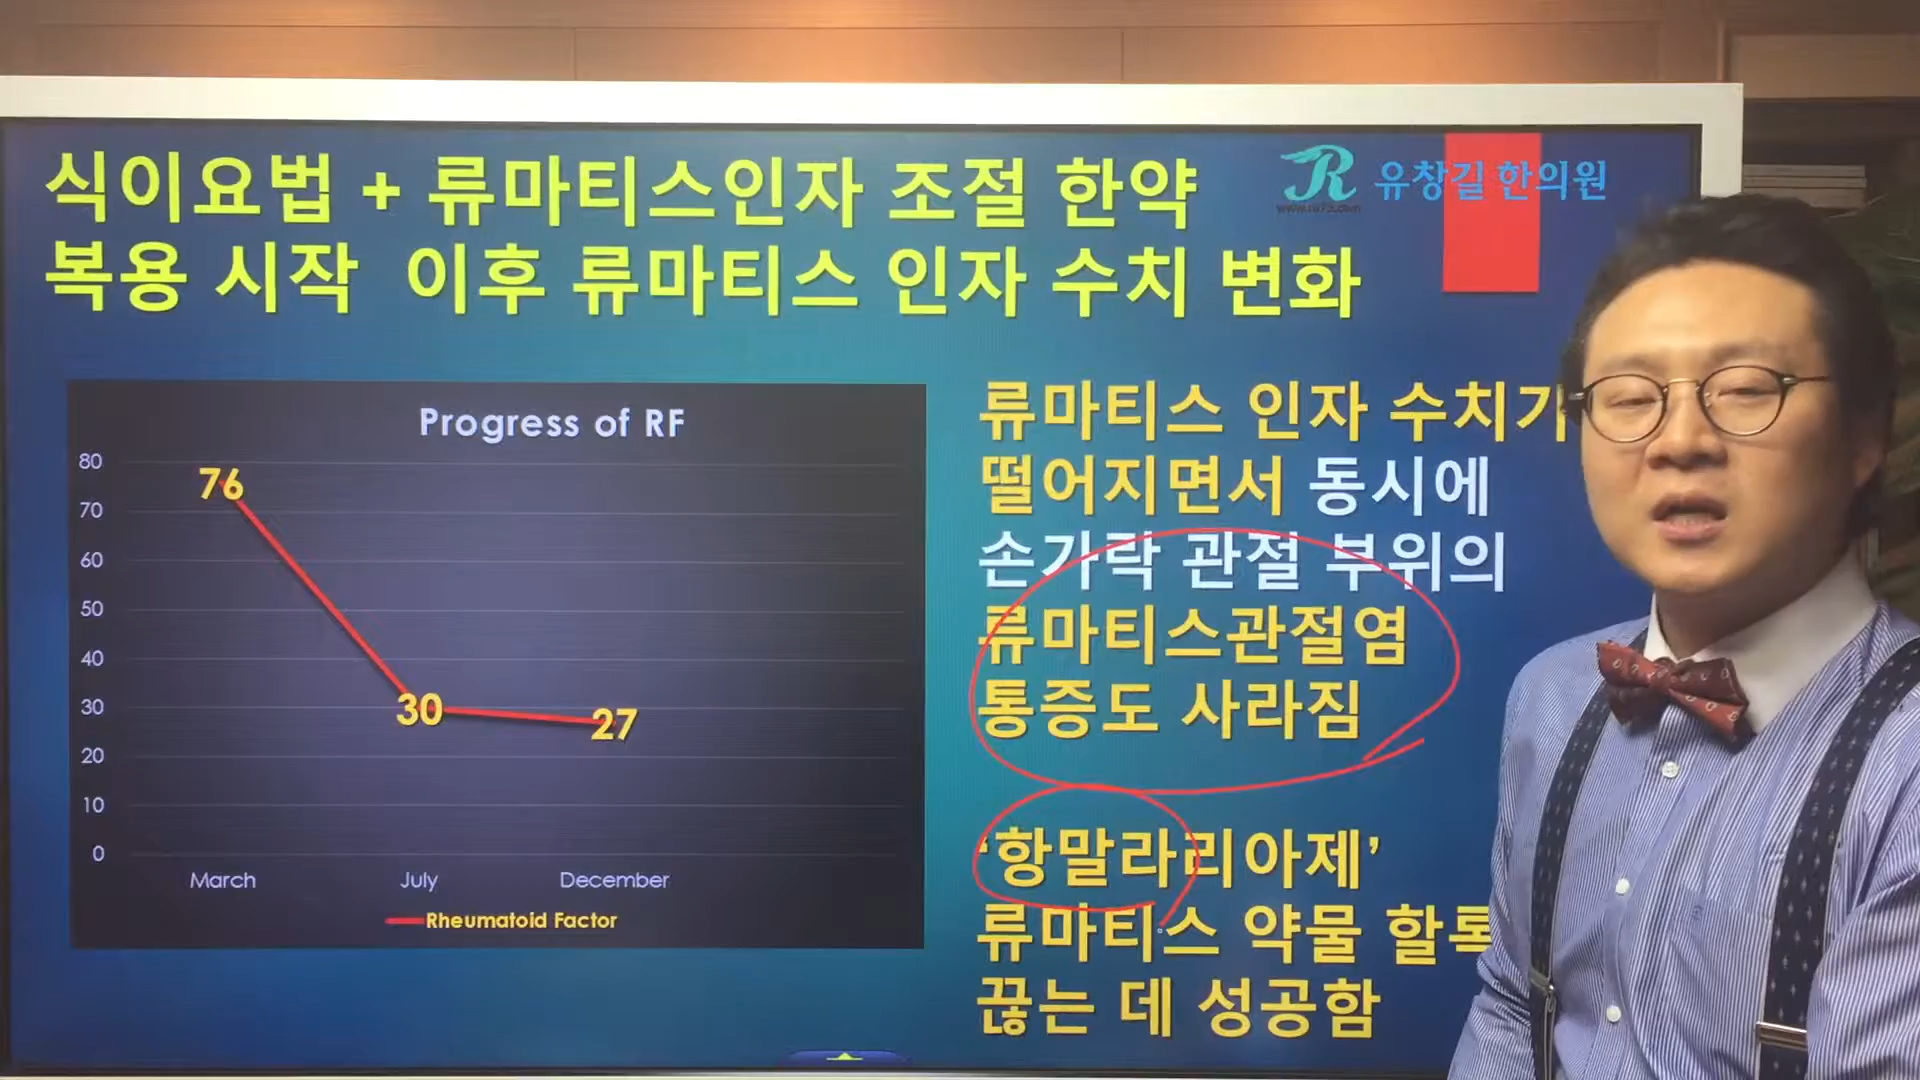 식이요법 + 류마티스인자 조절 한약
복용 시작 이후 류마티스 인자 수치 변화
R 유창길 한의원
Progress of RF
80
70
60
50
40
30
20
10
0
76
30
27
March July December
Rheumatoid Factor
류마티스 인자 수치가
떨어지면서 동시에
손가락 관절 부위의
류마티스관절염
통증도 사라짐
‘항말라리아제’
류마티스 약물 할록
끊는 데 성공함